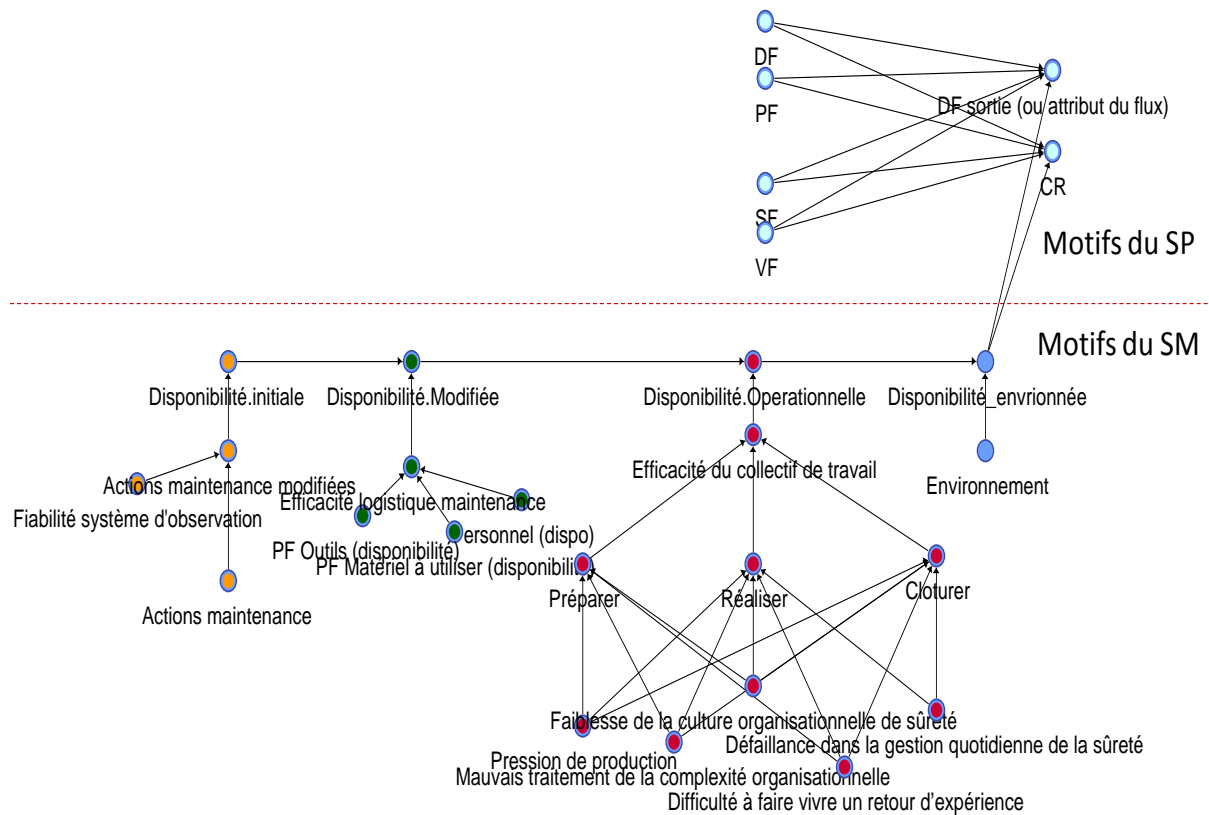 DF
DF sortie (ou attribut du flux)
PF
CR
SF
Motifs du SP
VF
Motifs du SM
Disponibilité.initiale
Disponibilité.Modifiée
Disponibilité.Operationnelle
Disponibilité_envrionnée
Efficacité du collectif de travail
Actions maintenance modifiées
Efficacité logistique maintenance
Environnement
Fiabilité système d'observation
ersonnel (dispo)
PF Outils (disponibilité)
PF Matériel à utiliser (disponibili
Préparer
Réaliser
Cloturer
Actions maintenance
Faiblesse de la culture organisationnelle de sûreté
Défaillance dans la gestion quotidienne de la sûreté
Pression de production
Mauvais traitement de la complexité organisationnelle
Difficulté à faire vivre un retour d’expérience